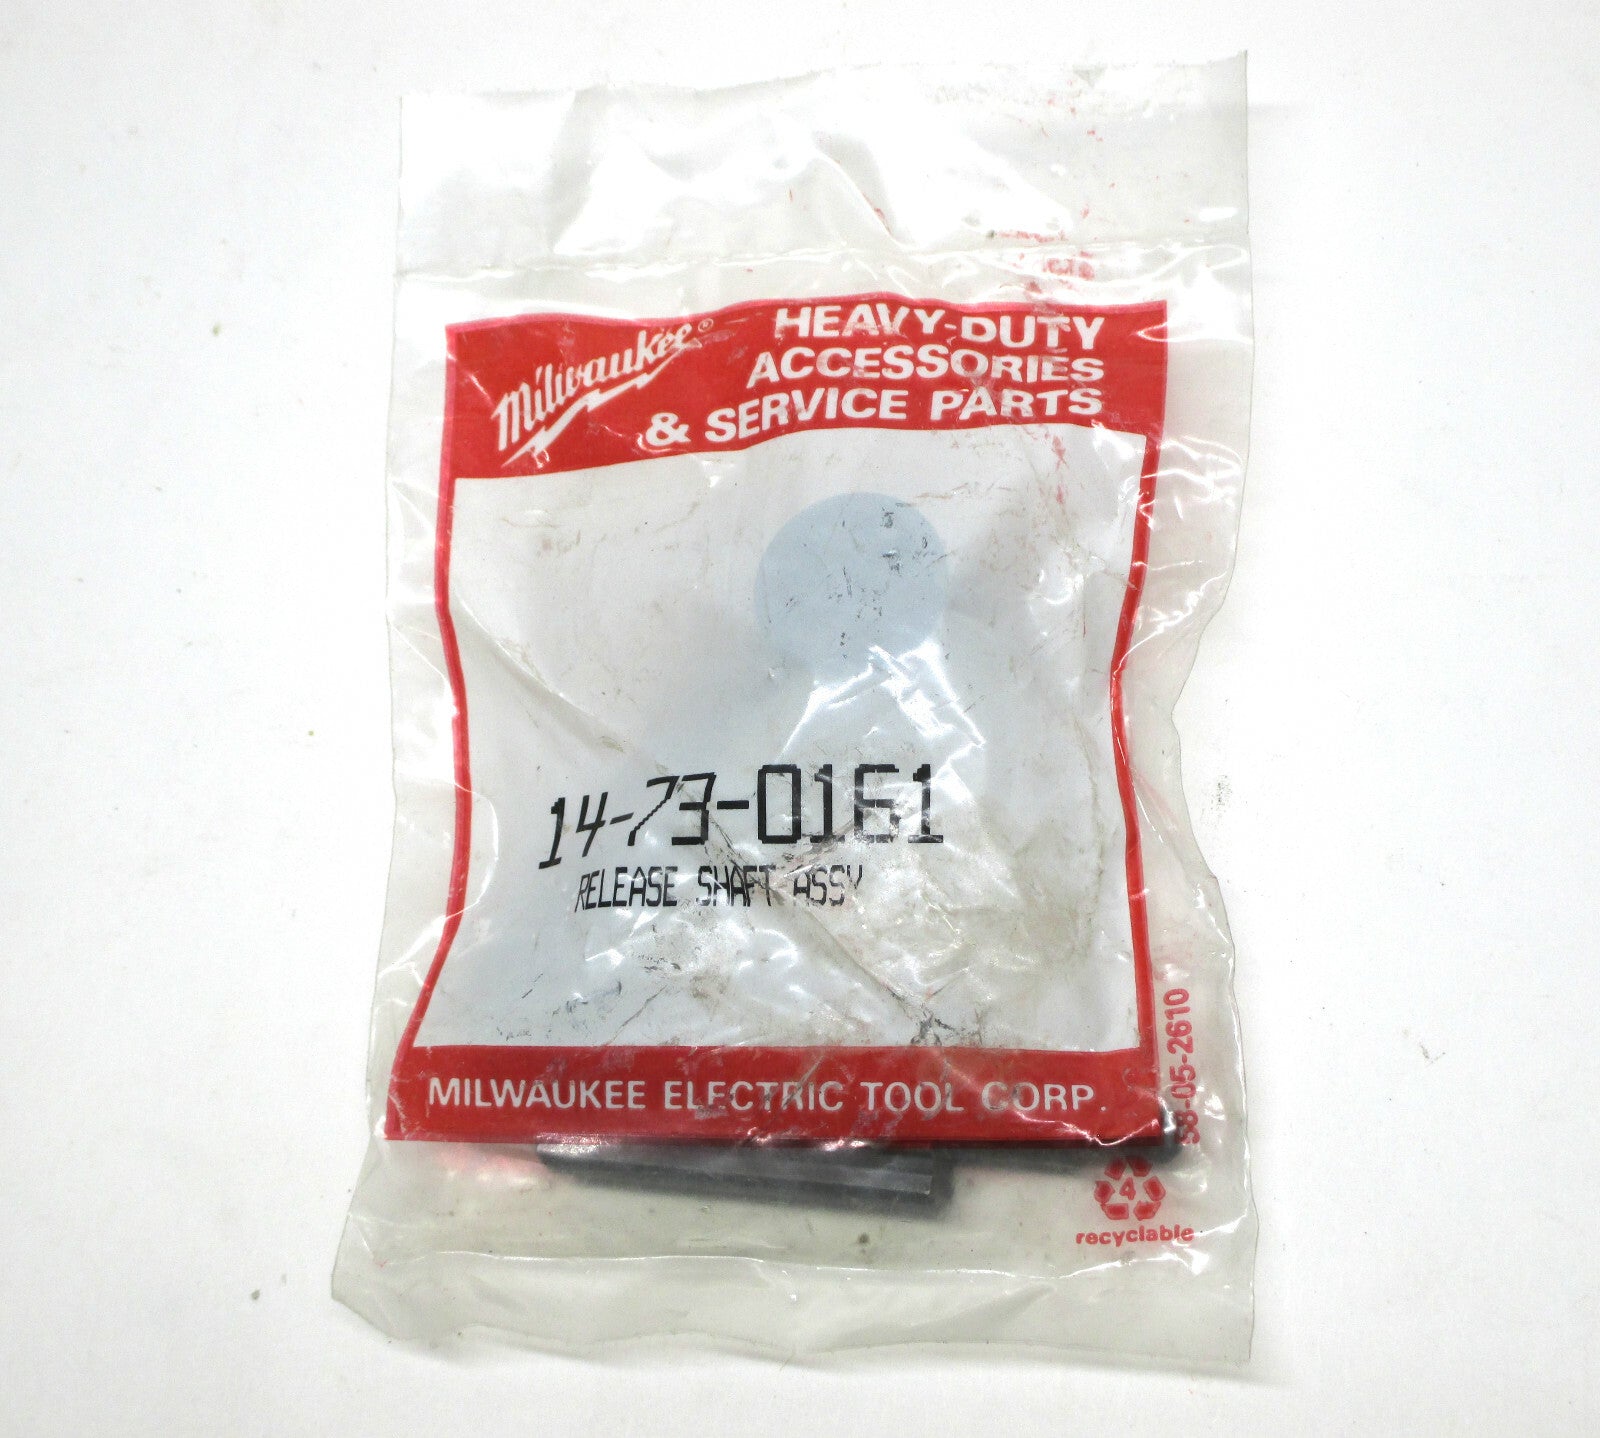 Milwaukee®
HEAVY-DUTY
ACCESSORIES
& SERVICE PARTS
14-73-0161
RELEASE SHAFT ASSY
MILWAUKEE ELECTRIC TOOL CORP.
58-05-2610
4
recyclable